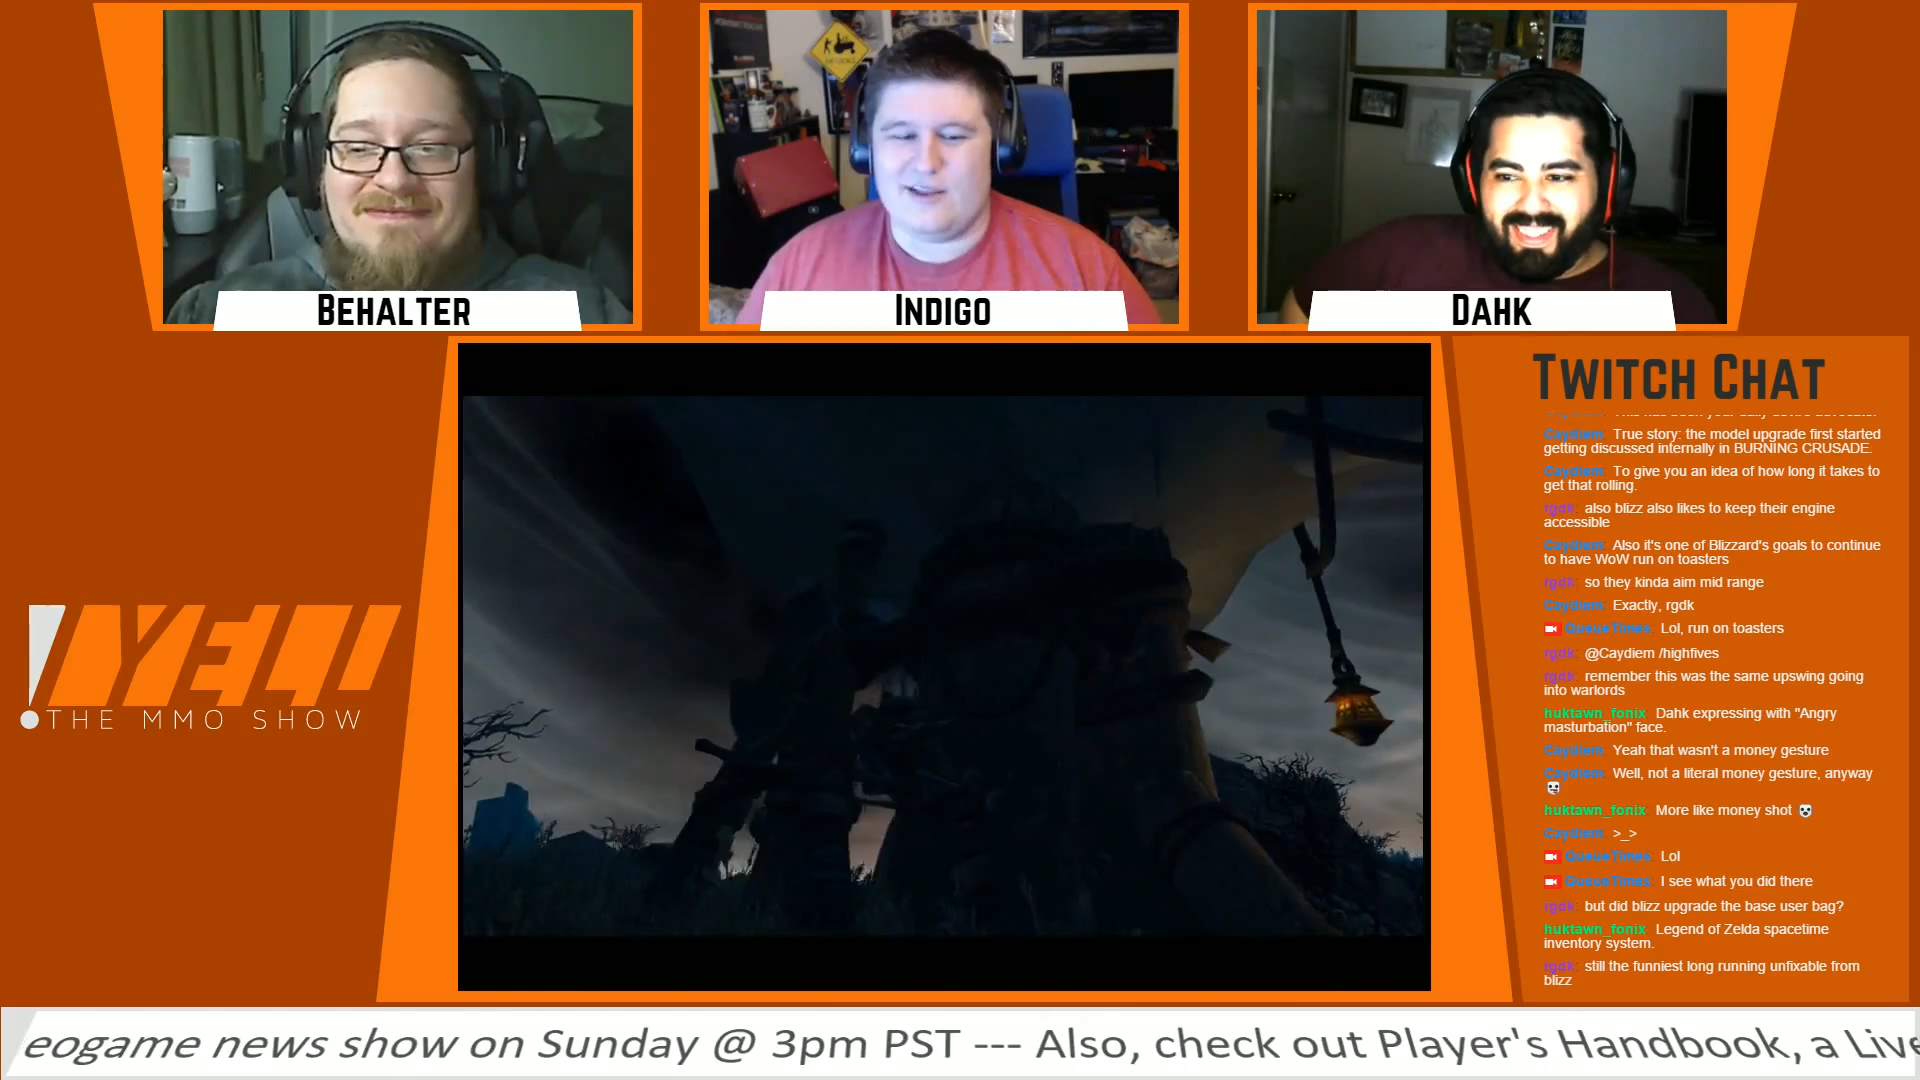 BEHALTER
INDIGO
DAHK
TWITCH CHAT
Caydiem: True story: the model upgrade first started
getting discussed internally in BURNING CRUSADE.
Caydiem: To give you an idea of how long it takes to
get that rolling.
rgdk: also blizz also likes to keep their engine
accessible
Caydiem: Also it's one of Blizzard's goals to continue
to have WoW run on toasters
rgdk: so they kinda aim mid range
Caydiem: Exactly, rgdk
QueueTimes: Lol, run on toasters
rgdk: @Caydiem /highfives
rgdk: remember this was the same upswing going
into warlords
huktawn_fonix: Dahk expressing with "Angry
masturbation" face.
Caydiem: Yeah that wasn't a money gesture
Caydiem: Well, not a literal money gesture, anyway
huktawn_fonix: More like money shot
Caydiem: >_>
QueueTimes: Lol
QueueTimes: I see what you did there
rgdk: but did blizz upgrade the base user bag?
huktawn_fonix: Legend of Zelda spacetime
inventory system.
rgdk: still the funniest long running unfixable from
blizz
!YELL
THE MMO SHOW
eogame news show on Sunday @ 3pm PST --- Also, check out Player's Handbook, a Live